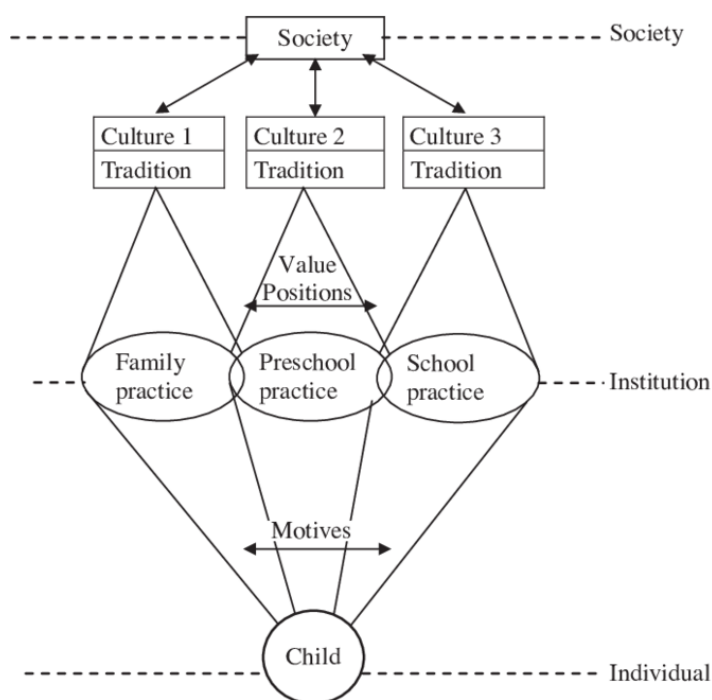 Society
Society
Culture 1
Culture 2
Culture 3
Tradition
Tradition
Tradition
Value
Positions
Family
practice
Preschool
practice
School
practice
Institution
Motives
Child
Individual